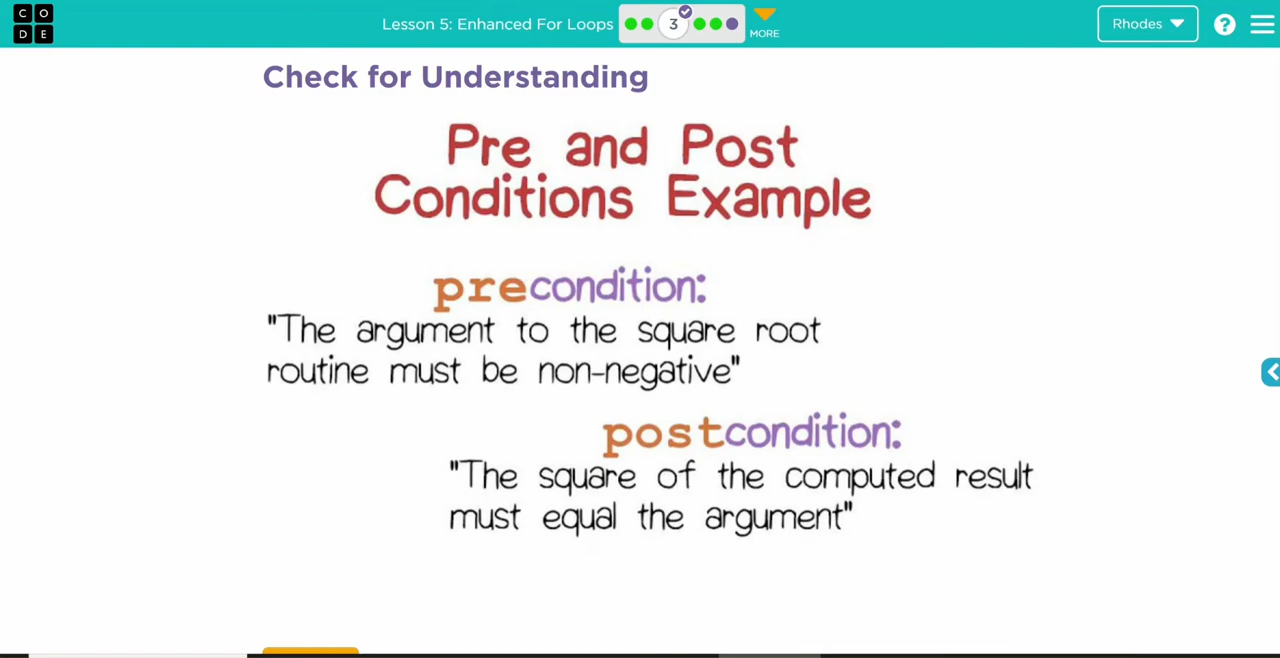 CO
DE
Lesson 5: Enhanced For Loops
3
MORE
Rhodes
?
Check for Understanding
Pre and Post
Conditions Example
precondition:
"The argument to the square root
routine must be non-negative"
postcondition:
"The square of the computed result
must equal the argument"